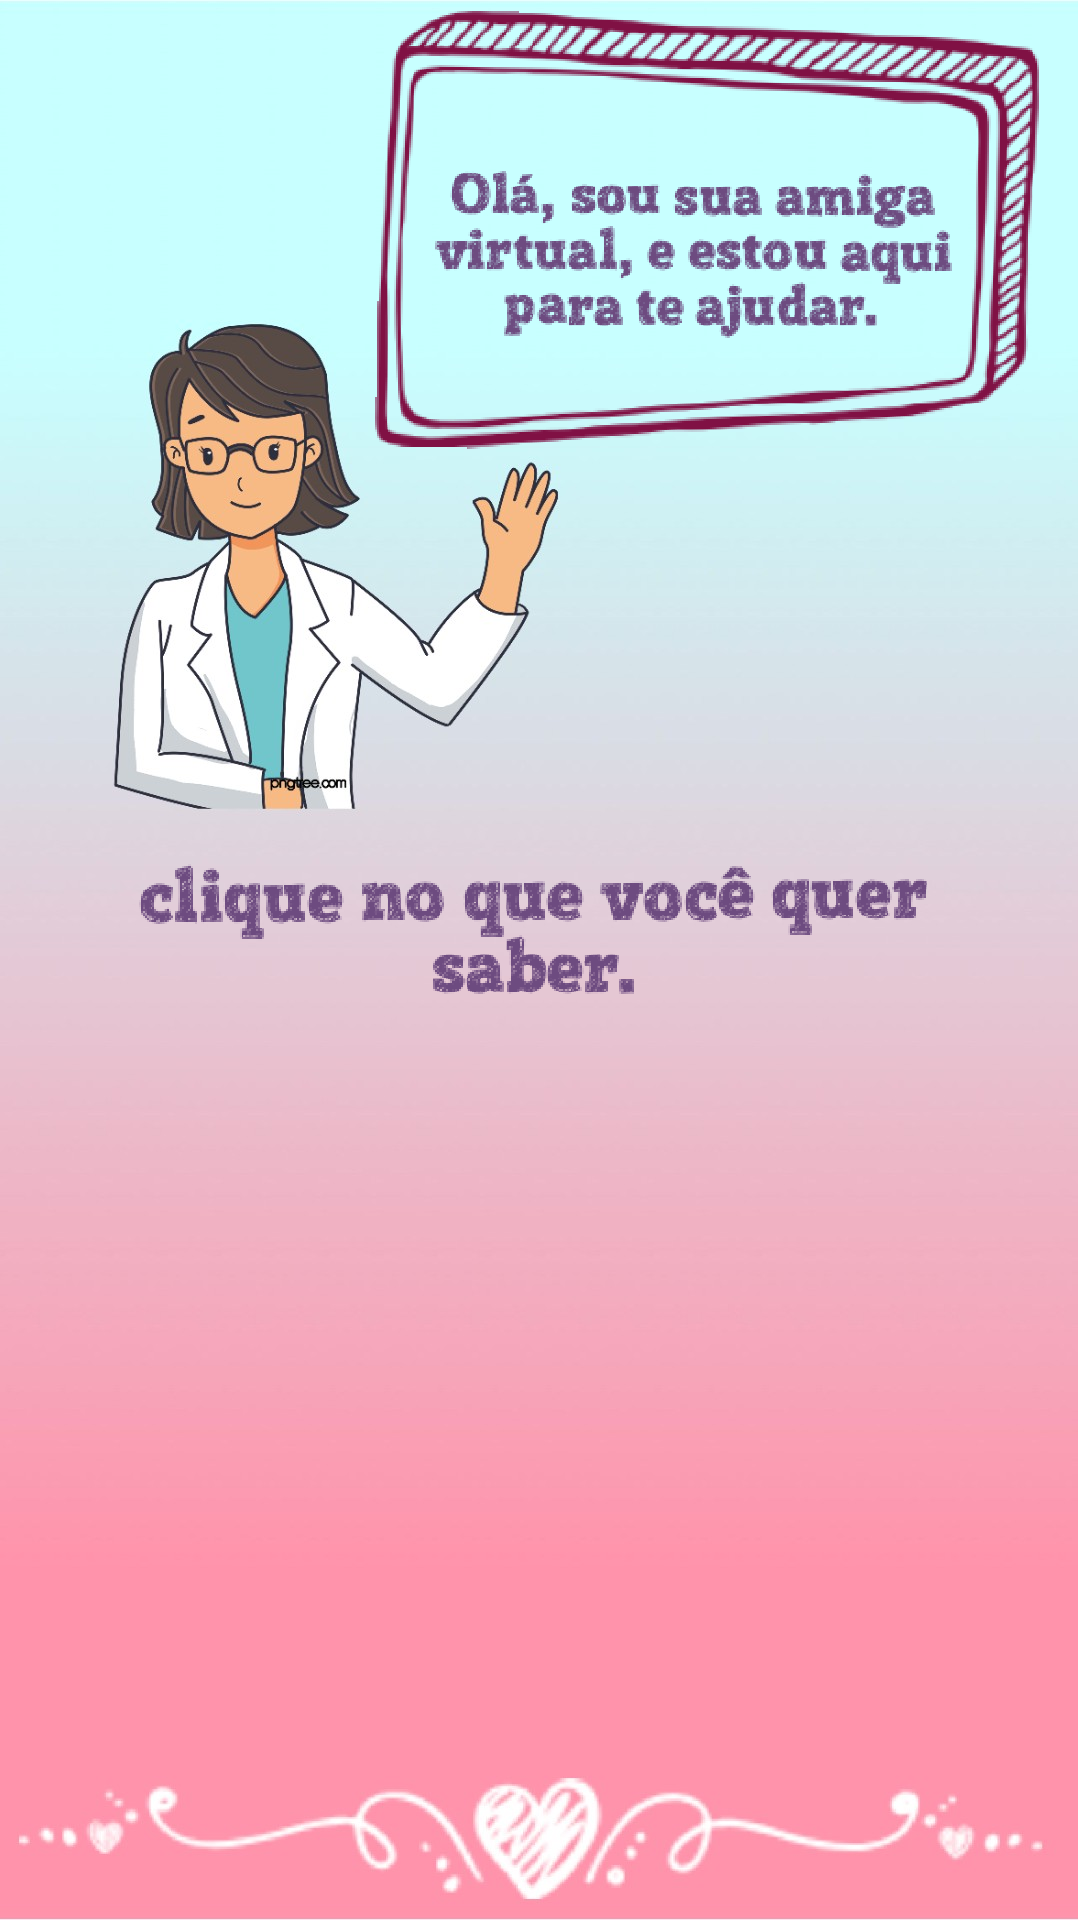 Olá, sou sua amiga
virtual, e estou aqui
para te ajudar.
pngtree.com
clique no que você quer
saber.